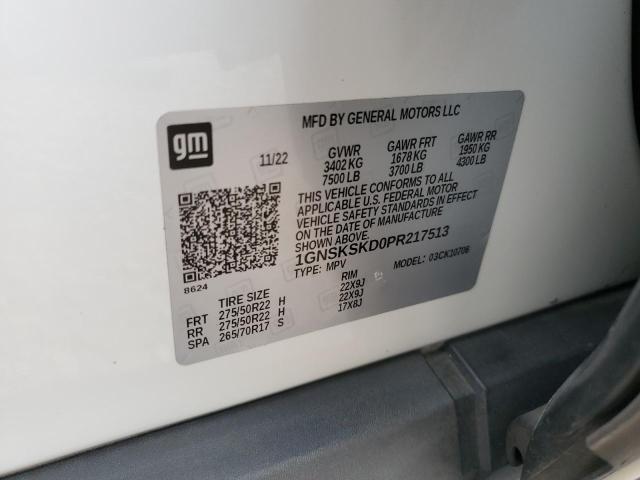 MFD BY GENERAL MOTORS LLC
gm
11/22
GVWR GAWR FRT GAWR RR
3402 KG 1678 KG 1950 KG
7500 LB 3700 LB 4300 LB
THIS VEHICLE CONFORMS TO ALL
APPLICABLE U.S. FEDERAL MOTOR
VEHICLE SAFETY STANDARDS IN
EFFECT ON THE DATE OF MANUFACTURE
SHOWN ABOVE.
1GNSKSKD0PR217513
TYPE: MPV MODEL: 03CK10706
8624
TIRE SIZE RIM
FRT 275/50R22 H 22X9J
RR 275/50R22 H 22X9J
SPA 265/70R17 S 17X8J